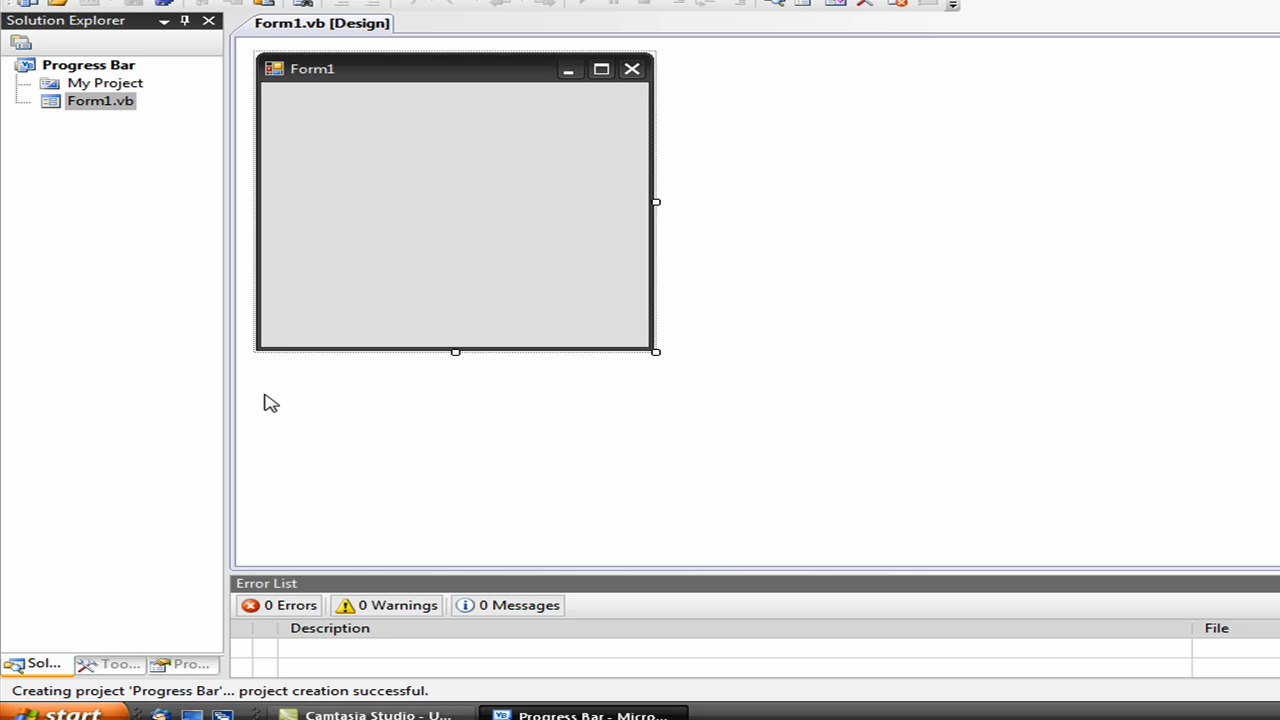 Solution Explorer
Form1.vb [Design]
Progress Bar
My Project
Form1.vb
Form1
Error List
0 Errors
0 Warnings
0 Messages
Description
File
Sol...
Too...
Pro...
Creating project 'Progress Bar'... project creation successful.
start
Camtasia Studio - U...
Progress Bar - Micro...